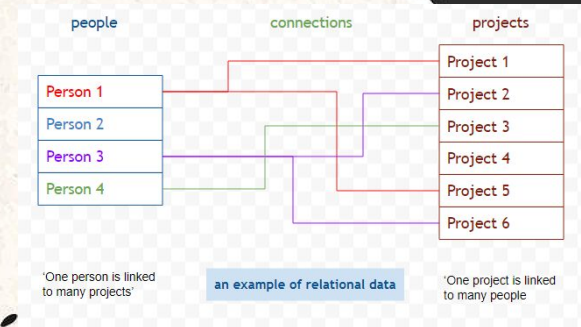 people connections projects
Person 1
Person 2
Person 3
Person 4
Project 1
Project 2
Project 3
Project 4
Project 5
Project 6
'One person is linked
to many projects'
an example of relational data
'One project is linked
to many people